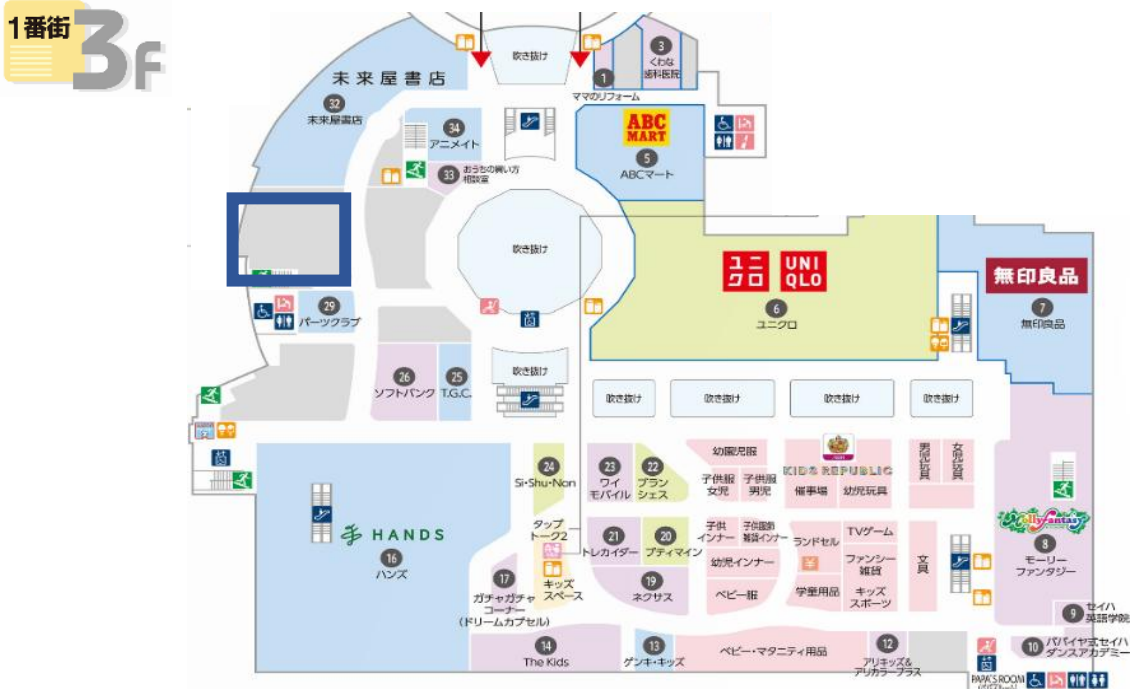 1番街
3F
吹き抜け
3
くわな
歯科医院
1
ママのリフォーム
未来屋書店
32
未来屋書店
34
アニメイト
33
おうちの買い方
相談室
ABC
MART
5
ABCマート
吹き抜け
ユニ
クロ
UNI
QLO
6
ユニクロ
無印良品
7
無印良品
29
パーツクラブ
26
ソフトバンク
25
T.G.C.
吹き抜け
吹き抜け
吹き抜け
吹き抜け
吹き抜け
24
Si・Shu・Non
23
ワイ
モバイル
22
ブラン
シェス
幼児服
子供服
女児
子供服
男児
KIDS REPUBLIC
催事場
幼児玩具
男児玩具
女児玩具
HANDS
16
ハンズ
タップ
トーク2
キッズ
スペース
21
トレカイダー
20
プティマイン
子供
インナー
子供服飾
雑貨インナー
幼児インナー
ベビー服
ランドセル
学童用品
TVゲーム
ファンシー
雑貨
キッズ
スポーツ
文具
Mollyfantasy
8
モーリー
ファンタジー
17
ガチャガチャ
コーナー
(ドリームカプセル)
19
ネクサス
9
セイハ
英語学院
14
The Kids
13
ゲンキ・キッズ
ベビー・マタニティ用品
12
アリキッズ&
アリカラープラス
10
パパイヤ式セイハ
ダンスアカデミー
PAPA'S ROOM